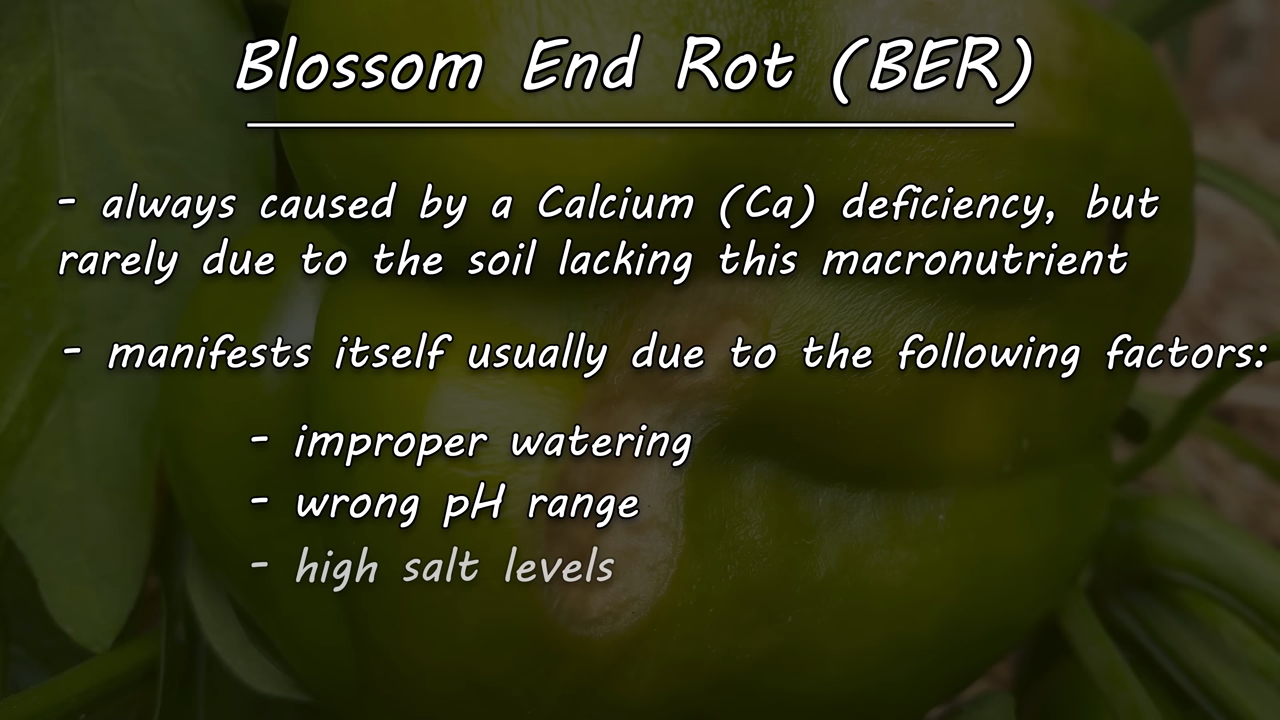 Blossom End Rot (BER)
- always caused by a Calcium (Ca) deficiency, but
rarely due to the soil lacking this macronutrient
- manifests itself usually due to the following factors:
- improper watering
- wrong pH range
- high salt levels